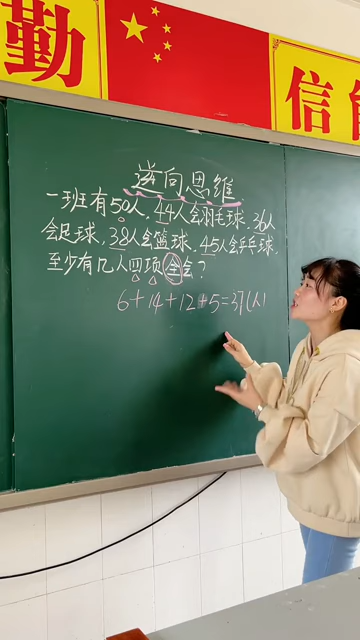 勤
信
逆向思维
一班有50人，44人会羽毛球，36人
会足球，38人会篮球，45人会乒乓球，
至少有几人四项全会？
6+14+12+5=37(人)